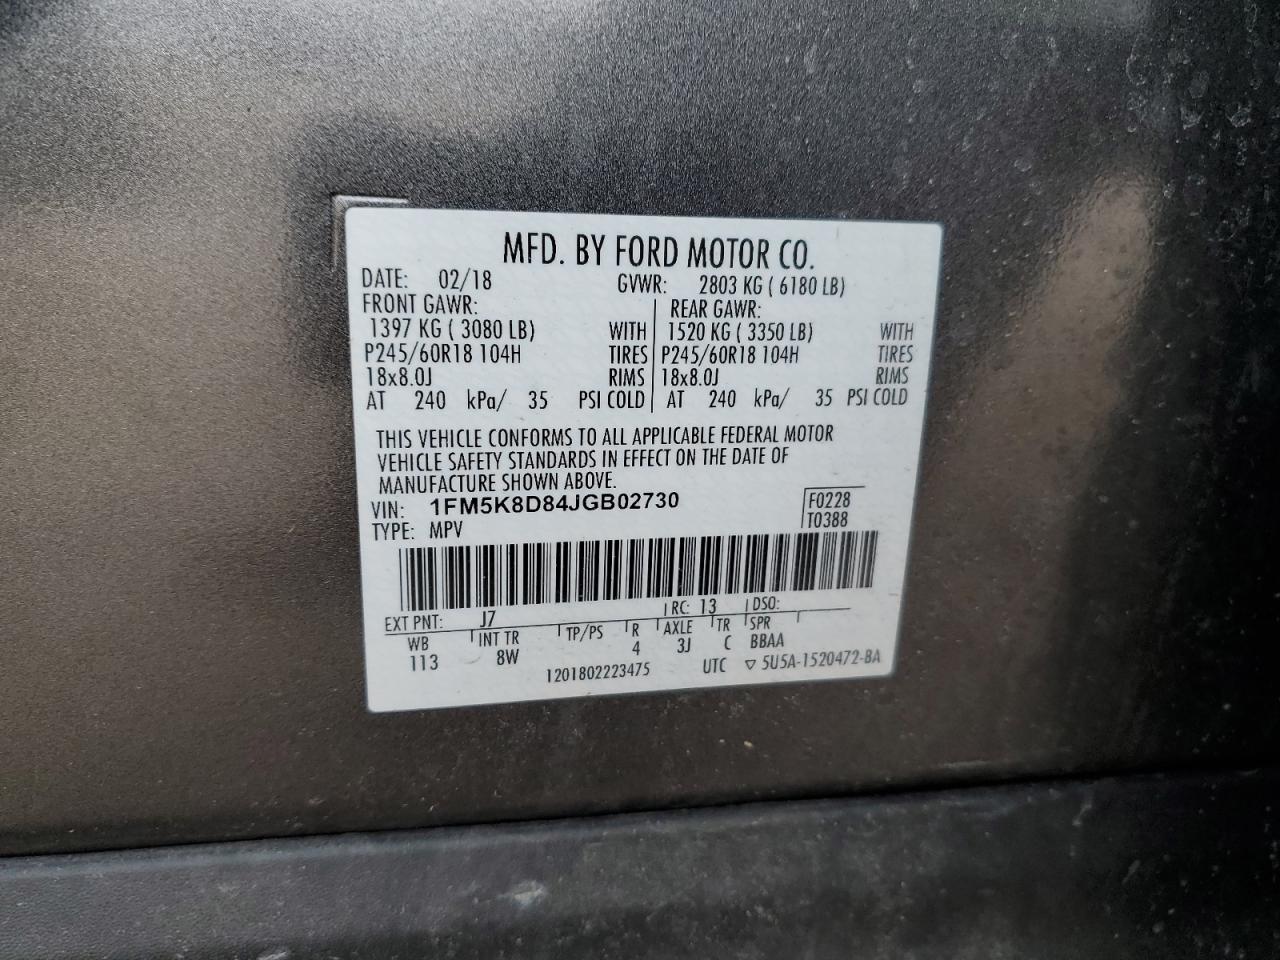 MFD. BY FORD MOTOR CO.
DATE: 02/18 GVWR: 2803 KG ( 6180 LB)
FRONT GAWR: REAR GAWR:
1397 KG ( 3080 LB) WITH 1520 KG ( 3350 LB) WITH
P245/60R18 104H TIRES P245/60R18 104H TIRES
18x8.0J RIMS 18x8.0J RIMS
AT 240 kPa/ 35 PSI COLD AT 240 kPa/ 35 PSI COLD
THIS VEHICLE CONFORMS TO ALL APPLICABLE FEDERAL MOTOR
VEHICLE SAFETY STANDARDS IN EFFECT ON THE DATE OF
MANUFACTURE SHOWN ABOVE.
VIN: 1FM5K8D84JGB02730 F0228
TYPE: MPV T0388
EXT PNT: J7 RC: 13 DSO:
WB INT TR TP/PS R AXLE TR SPR
113 8W 4 3J C BBAA
1201802223475 UTC ▽ 5U5A-1520472-BA